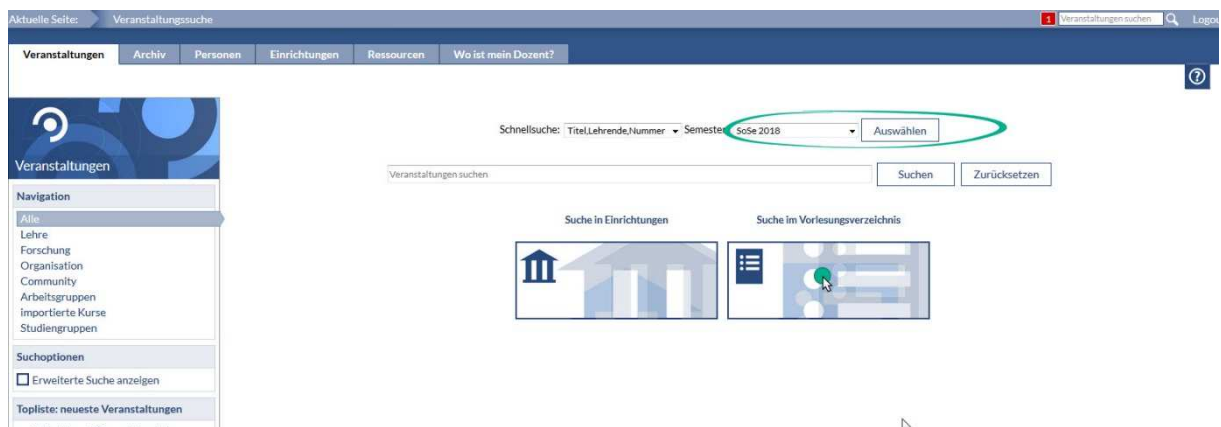 Aktuelle Seite: Veranstaltungssuche 1 Veranstaltungen suchen
Veranstaltungen Archiv Personen Einrichtungen Ressourcen Wo ist mein Dozent?
?
Schnellsuche: Titel,Lehrende,Nummer Semester SoSe 2018 Auswählen
Veranstaltungen
Veranstaltungen suchen Suchen Zurücksetzen
Navigation
Alle
Lehre
Forschung
Organisation
Community
Arbeitsgruppen
importierte Kurse
Studiengruppen
Suche in Einrichtungen Suche im Vorlesungsverzeichnis
Suchoptionen
Erweiterte Suche anzeigen
Topliste: neueste Veranstaltungen